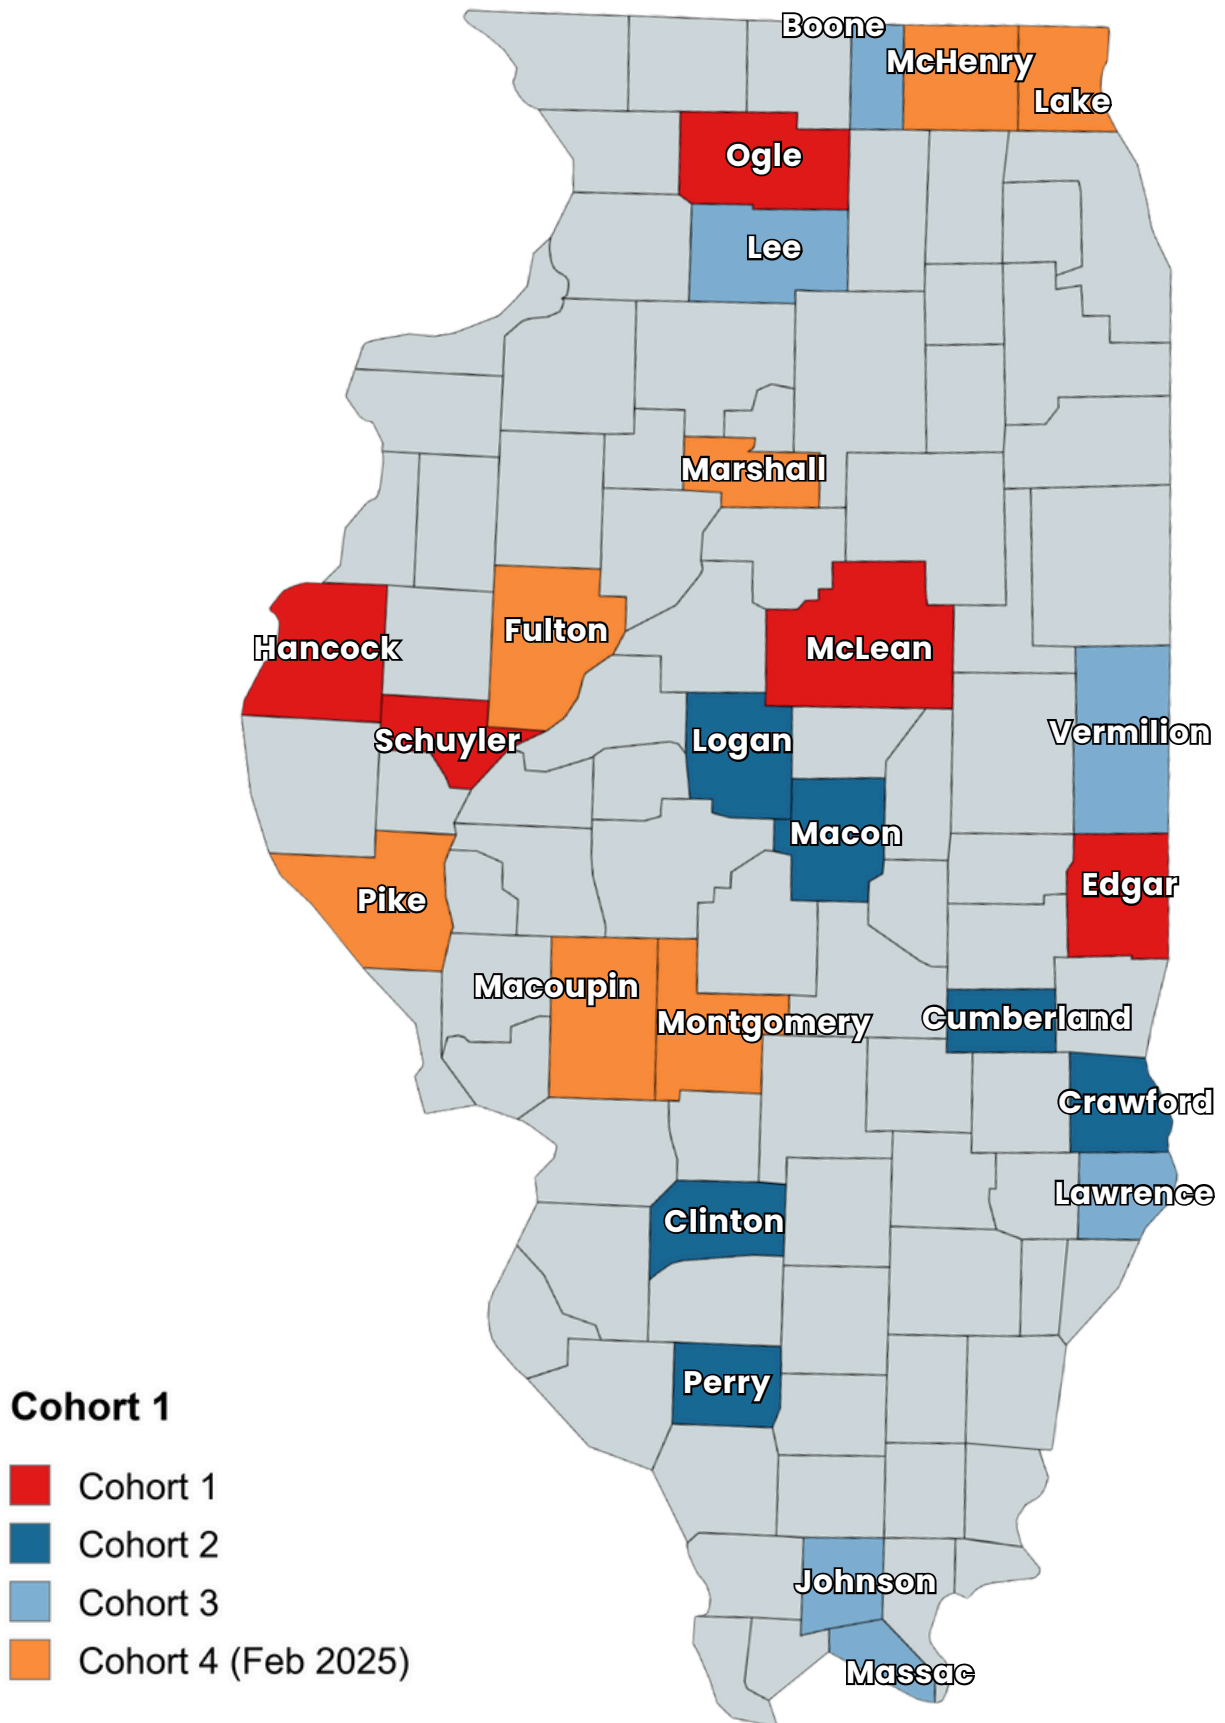 Boone
McHenry
Lake
Ogle
Lee
Marshall
Fulton
Hancock
McLean
Schuyler
Logan
Vermilion
Macon
Edgar
Pike
Macoupin
Montgomery
Cumberland
Crawford
Lawrence
Clinton
Perry
Johnson
Massac
Cohort 1
Cohort 1
Cohort 2
Cohort 3
Cohort 4 (Feb 2025)